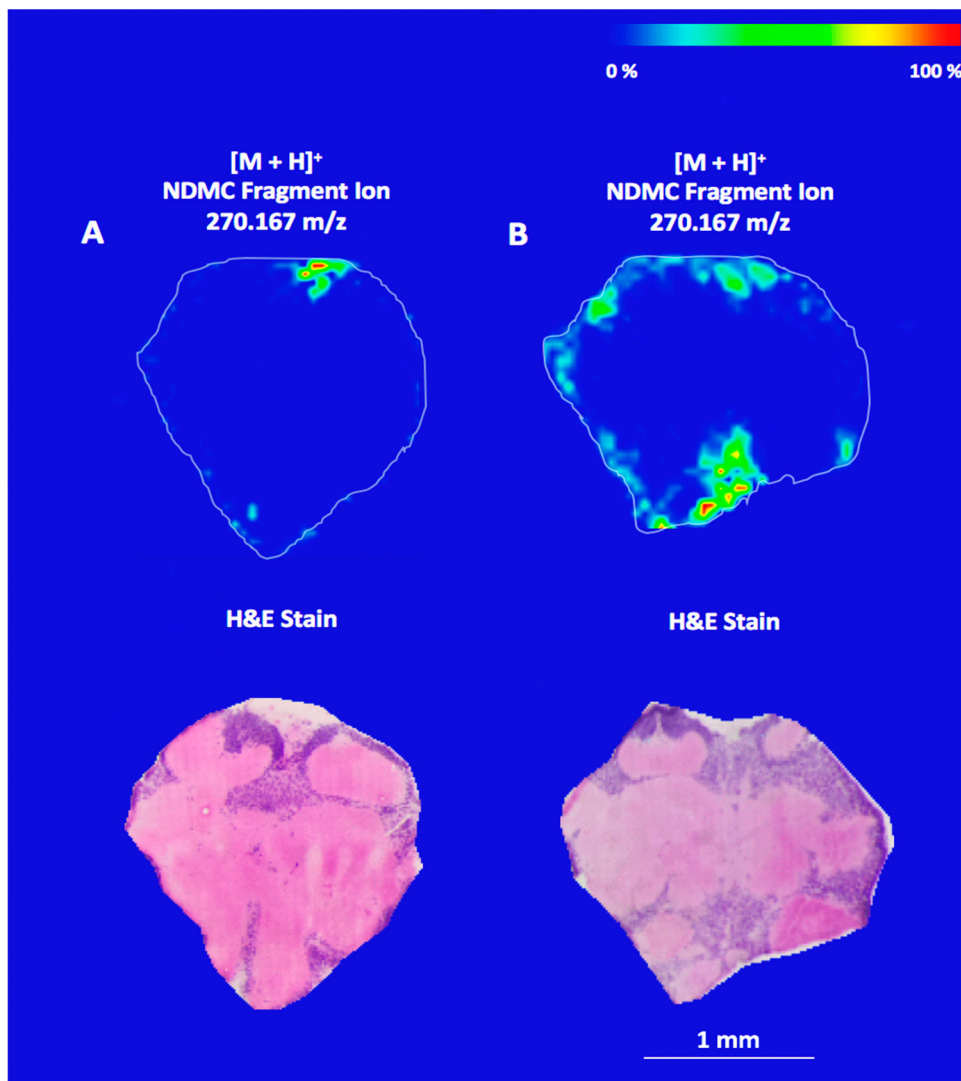 0 % 100 %
[M + H]+
NDMC Fragment Ion
270.167 m/z
A
[M + H]+
NDMC Fragment Ion
270.167 m/z
B
H&E Stain
H&E Stain
1 mm